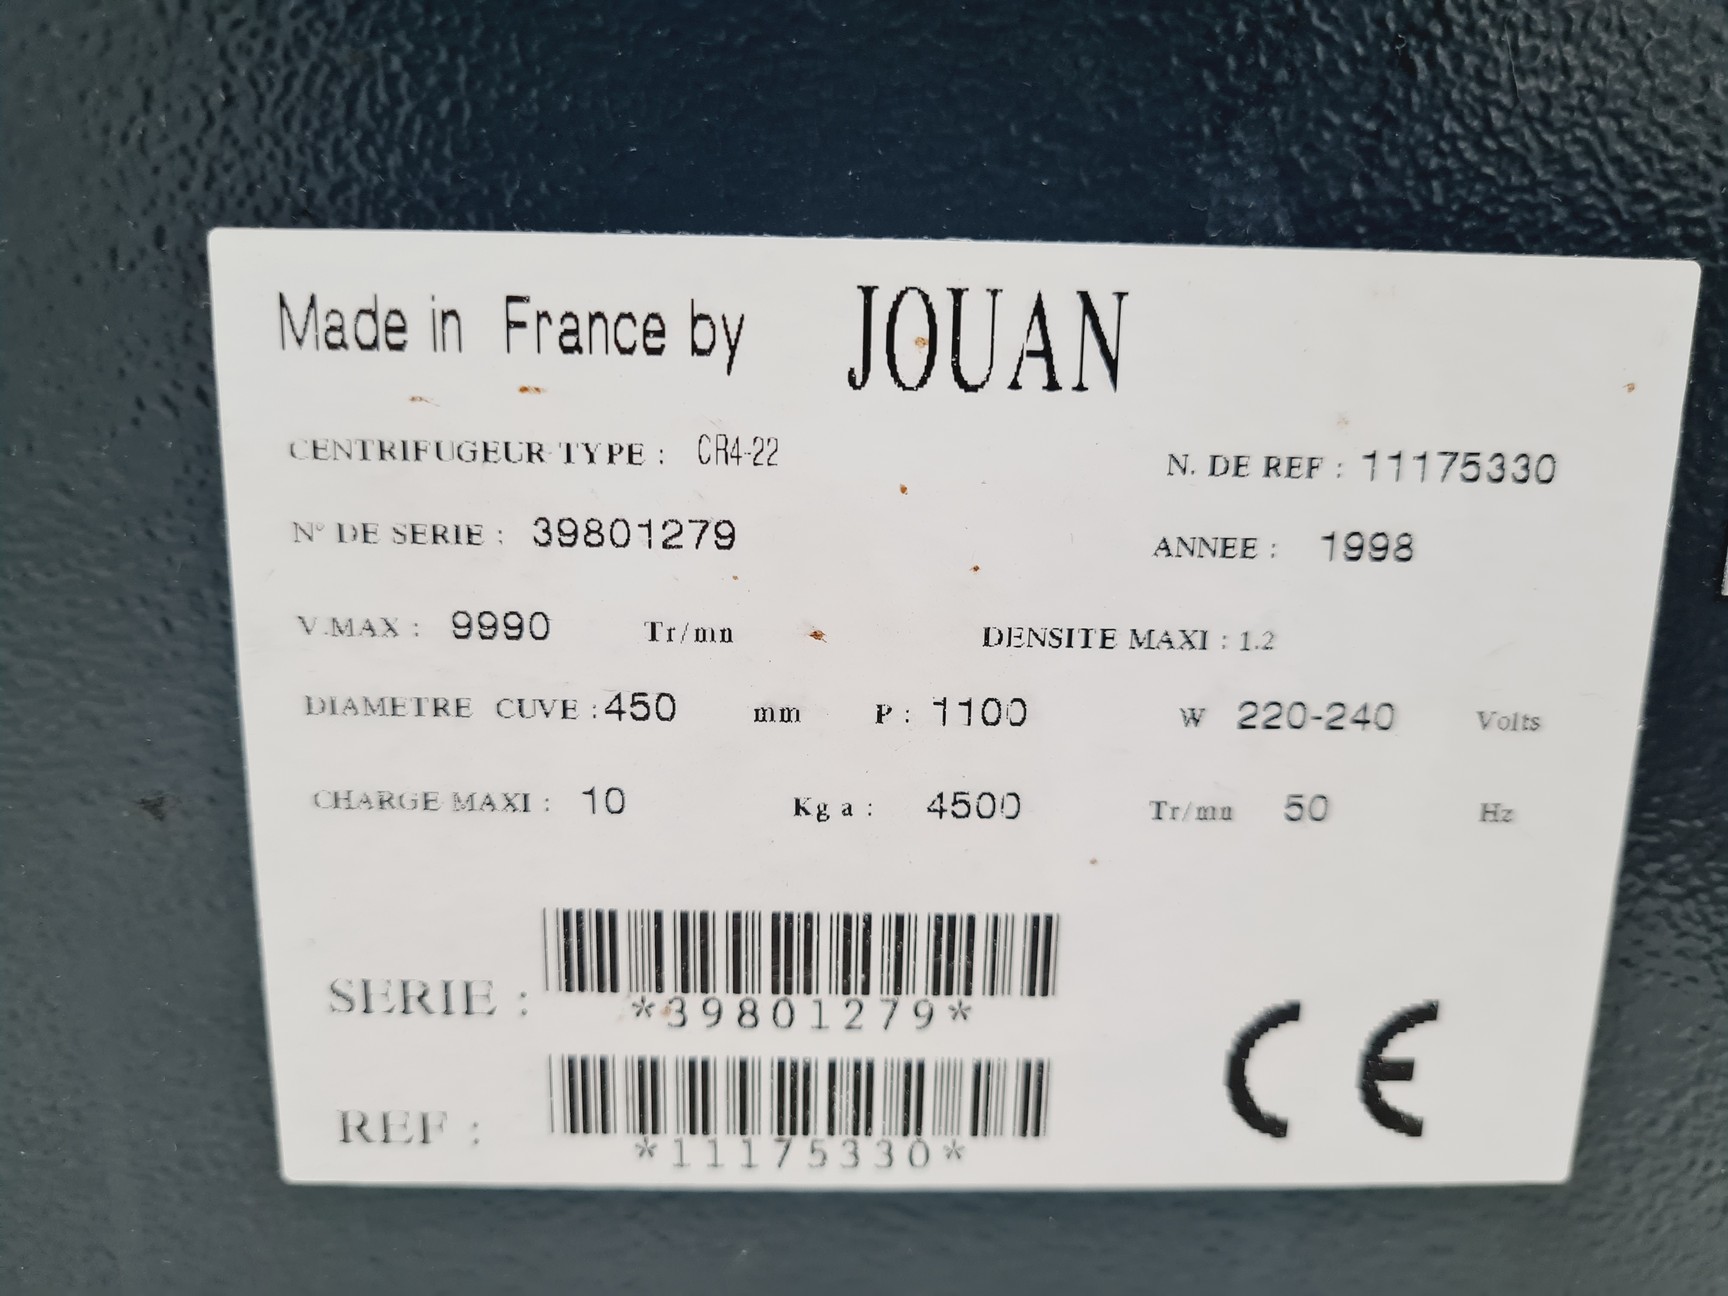 Made in France by JOUAN
CENTRIFUGEUR TYPE : CR4-22 N. DE REF : 11175330
N° DE SERIE : 39801279 ANNEE : 1998
V.MAX : 9990 Tr/mn DENSITE MAXI : 1.2
DIAMETRE CUVE : 450 mm P : 1100 W 220-240 Volts
CHARGE MAXI : 10 Kg a : 4500 Tr/mn 50 Hz
SERIE : *39801279*
REF : *11175330*
CE